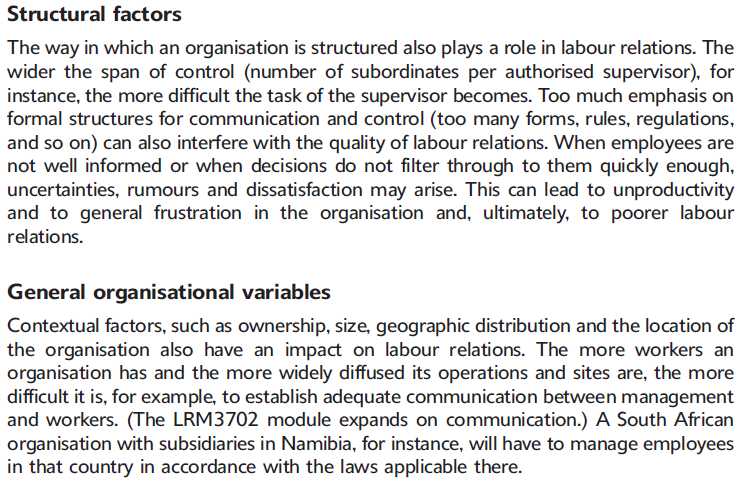 Structural factors
The way in which an organisation is structured also plays a role in labour relations. The
wider the span of control (number of subordinates per authorised supervisor), for
instance, the more difficult the task of the supervisor becomes. Too much emphasis on
formal structures for communication and control (too many forms, rules, regulations,
and so on) can also interfere with the quality of labour relations. When employees are
not well informed or when decisions do not filter through to them quickly enough,
uncertainties, rumours and dissatisfaction may arise. This can lead to unproductivity
and to general frustration in the organisation and, ultimately, to poorer labour
relations.
General organisational variables
Contextual factors, such as ownership, size, geographic distribution and the location of
the organisation also have an impact on labour relations. The more workers an
organisation has and the more widely diffused its operations and sites are, the more
difficult it is, for example, to establish adequate communication between management
and workers. (The LRM3702 module expands on communication.) A South African
organisation with subsidiaries in Namibia, for instance, will have to manage employees
in that country in accordance with the laws applicable there.